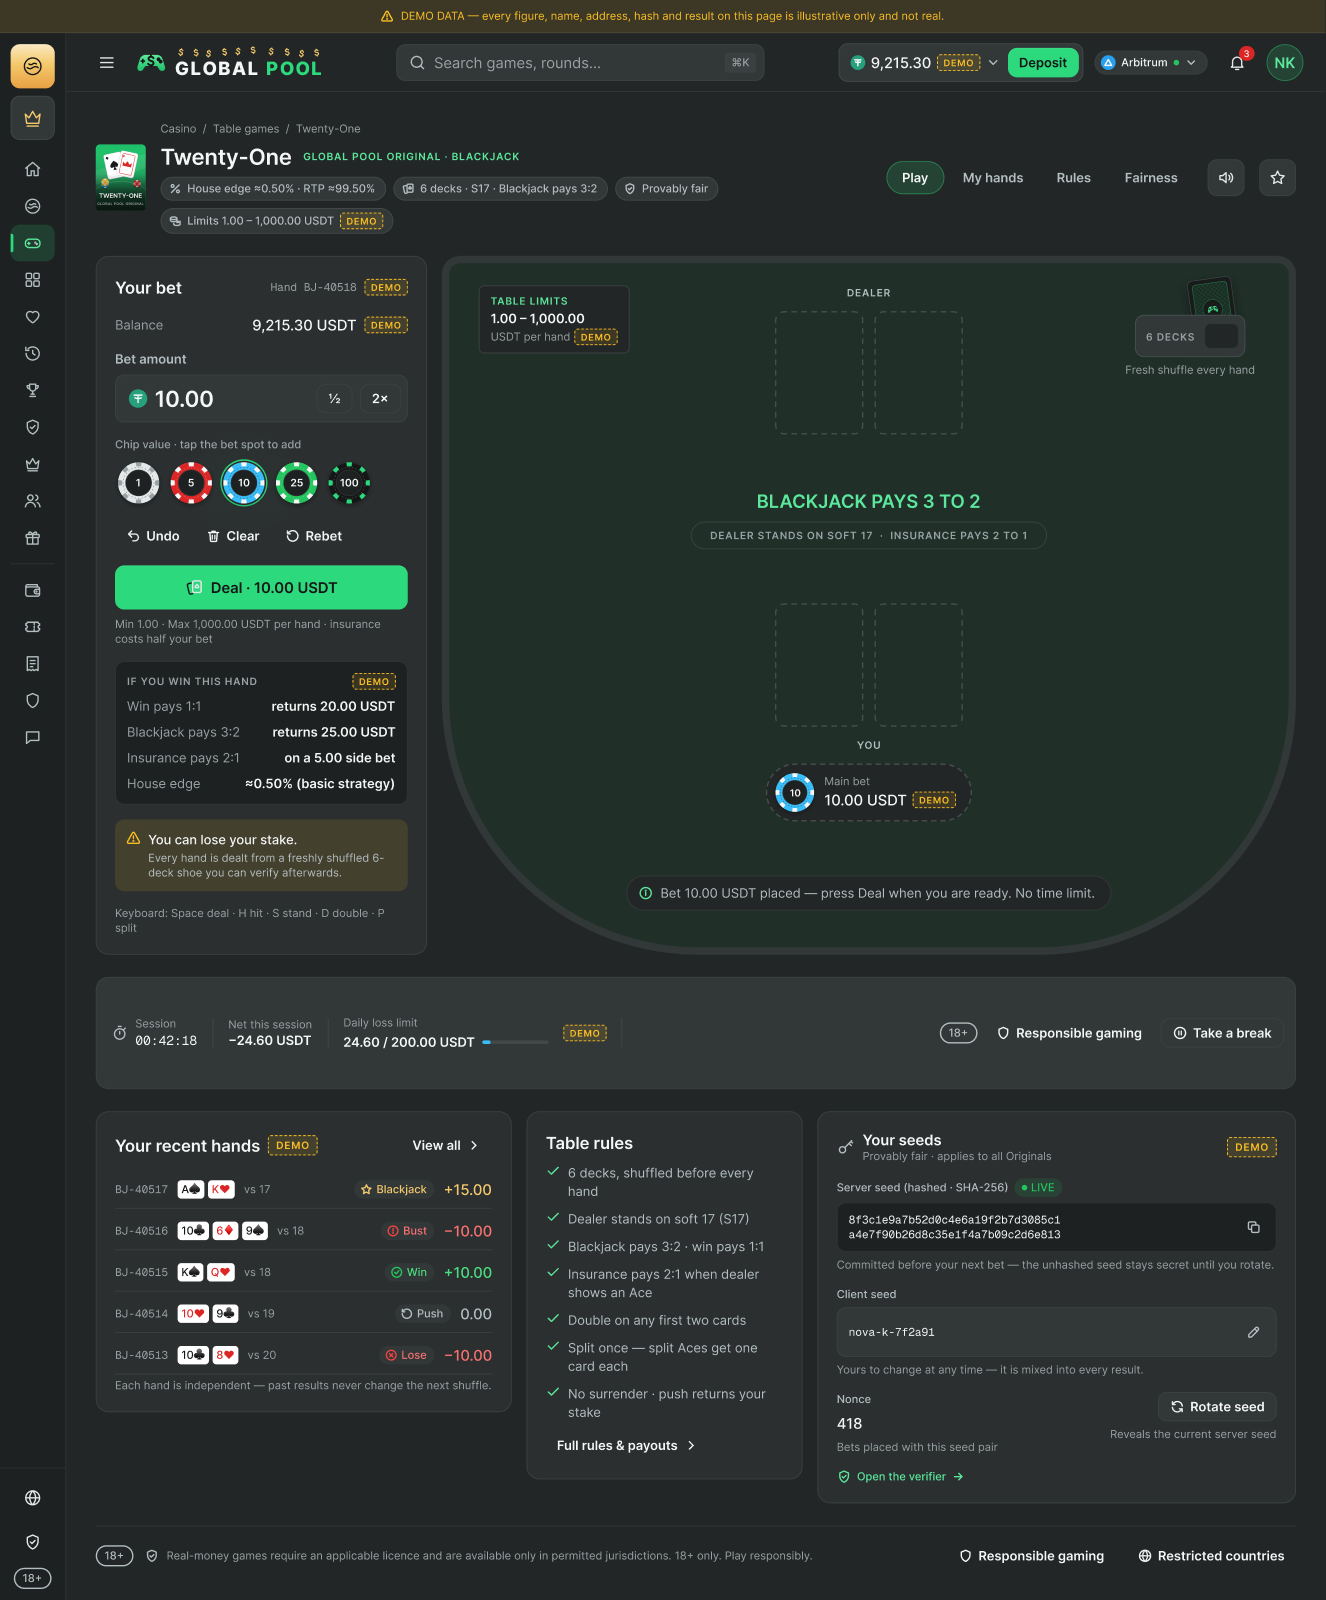 DEMO DATA — every figure, name, address, hash and result on this page is illustrative only and not real.
GLOBAL POOL
Search games, rounds...
⌘K
9,215.30 DEMO
Deposit
Arbitrum
3
NK
Casino / Table games / Twenty-One
TWENTY-ONE
GLOBAL POOL ORIGINAL
Twenty-One GLOBAL POOL ORIGINAL · BLACKJACK
House edge ≈0.50% · RTP ≈99.50%
6 decks · S17 · Blackjack pays 3:2
Provably fair
Limits 1.00 – 1,000.00 USDT DEMO
Play
My hands
Rules
Fairness
Your bet
Hand BJ-40518 DEMO
Balance
9,215.30 USDT DEMO
Bet amount
10.00
½
2×
Chip value · tap the bet spot to add
1
5
10
25
100
Undo
Clear
Rebet
Deal · 10.00 USDT
Min 1.00 · Max 1,000.00 USDT per hand · insurance
costs half your bet
IF YOU WIN THIS HAND DEMO
Win pays 1:1 returns 20.00 USDT
Blackjack pays 3:2 returns 25.00 USDT
Insurance pays 2:1 on a 5.00 side bet
House edge ≈0.50% (basic strategy)
You can lose your stake.
Every hand is dealt from a freshly shuffled 6-
deck shoe you can verify afterwards.
Keyboard: Space deal · H hit · S stand · D double · P
split
TABLE LIMITS
1.00 – 1,000.00
USDT per hand DEMO
DEALER
6 DECKS
Fresh shuffle every hand
BLACKJACK PAYS 3 TO 2
DEALER STANDS ON SOFT 17 · INSURANCE PAYS 2 TO 1
YOU
10
Main bet
10.00 USDT DEMO
Bet 10.00 USDT placed — press Deal when you are ready. No time limit.
Session
00:42:18
Net this session
−24.60 USDT
Daily loss limit
24.60 / 200.00 USDT
DEMO
18+
Responsible gaming
Take a break
Your recent hands DEMO
View all
BJ-40517 A♠ K♥ vs 17 Blackjack +15.00
BJ-40516 10♣ 6♦ 9♠ vs 18 Bust −10.00
BJ-40515 K♠ Q♥ vs 18 Win +10.00
BJ-40514 10♥ 9♣ vs 19 Push 0.00
BJ-40513 10♣ 8♥ vs 20 Lose −10.00
Each hand is independent — past results never change the next shuffle.
Table rules
6 decks, shuffled before every
hand
Dealer stands on soft 17 (S17)
Blackjack pays 3:2 · win pays 1:1
Insurance pays 2:1 when dealer
shows an Ace
Double on any first two cards
Split once — split Aces get one
card each
No surrender · push returns your
stake
Full rules & payouts
Your seeds
Provably fair · applies to all Originals
DEMO
Server seed (hashed · SHA-256) LIVE
8f3c1e9a7b52d0c4e6a19f2b7d3085c1
a4e7f90b26d8c35e1f4a7b09c2d6e813
Committed before your next bet — the unhashed seed stays secret until you rotate.
Client seed
nova-k-7f2a91
Yours to change at any time — it is mixed into every result.
Nonce
418
Bets placed with this seed pair
Rotate seed
Reveals the current server seed
Open the verifier →
18+
18+
Real-money games require an applicable licence and are available only in permitted jurisdictions. 18+ only. Play responsibly.
Responsible gaming
Restricted countries